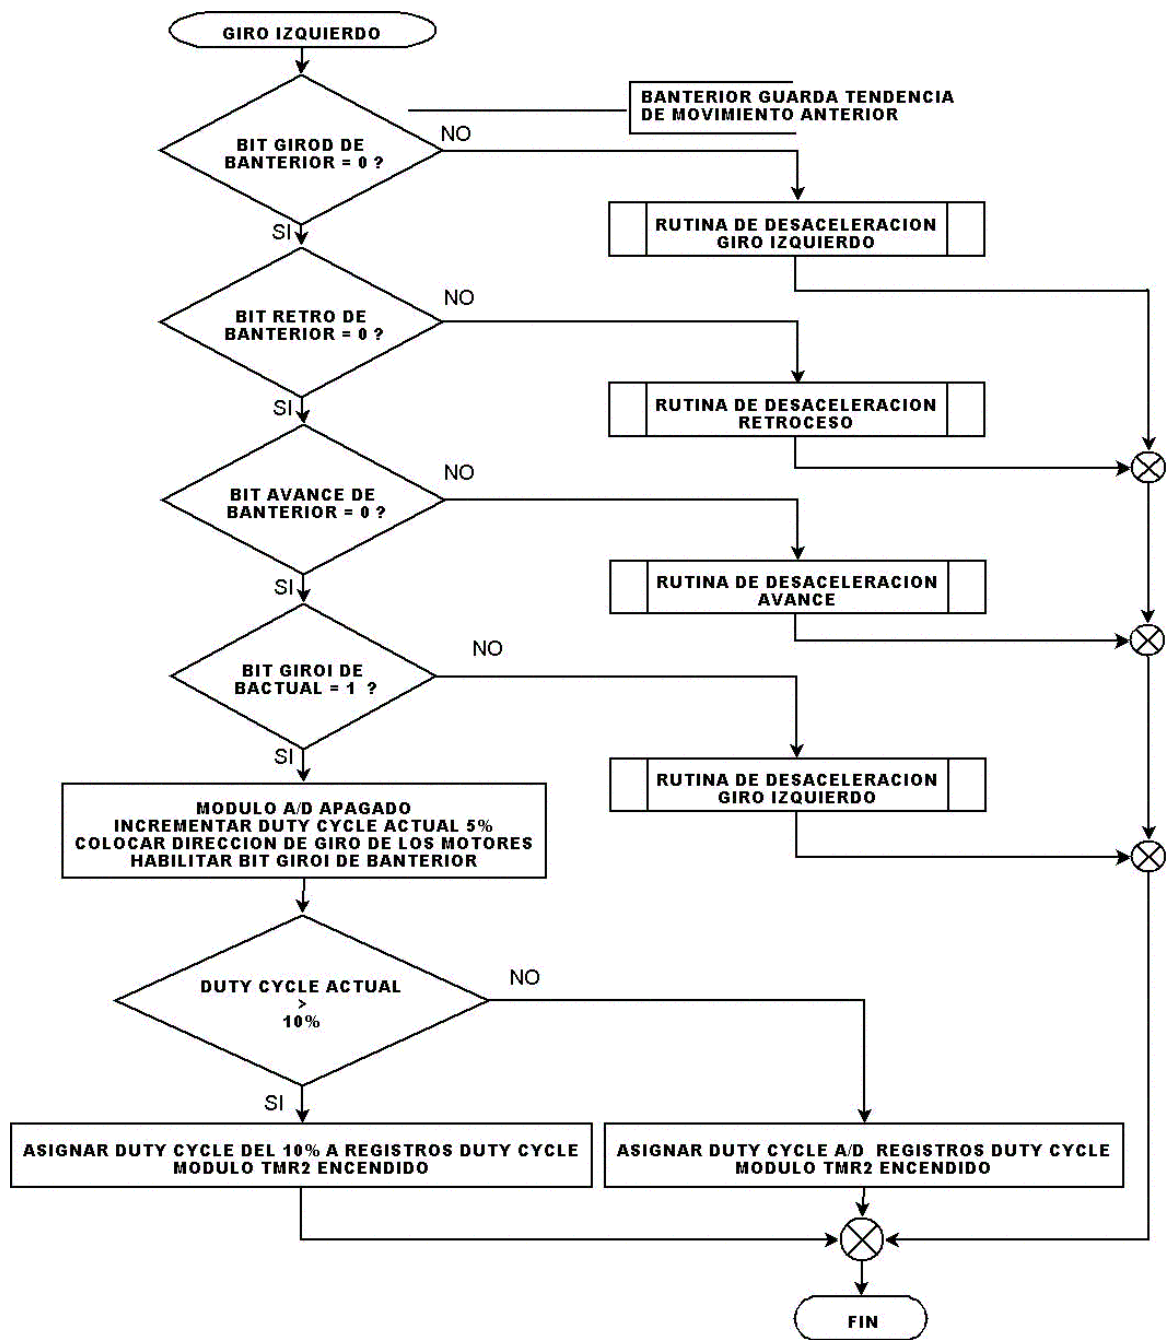 GIRO IZQUIERDO
BANTERIOR GUARDA TENDENCIA
DE MOVIMIENTO ANTERIOR
BIT GIROD DE
BANTERIOR = 0 ?
NO
SI
RUTINA DE DESACELERACION
GIRO IZQUIERDO
BIT RETRO DE
BANTERIOR = 0 ?
NO
SI
RUTINA DE DESACELERACION
RETROCESO
BIT AVANCE DE
BANTERIOR = 0 ?
NO
SI
RUTINA DE DESACELERACION
AVANCE
BIT GIROI DE
BACTUAL = 1 ?
NO
SI
RUTINA DE DESACELERACION
GIRO IZQUIERDO
MODULO A/D APAGADO
INCREMENTAR DUTY CYCLE ACTUAL 5%
COLOCAR DIRECCION DE GIRO DE LOS MOTORES
HABILITAR BIT GIROI DE BANTERIOR
DUTY CYCLE ACTUAL
>
10%
NO
SI
ASIGNAR DUTY CYCLE DEL 10% A REGISTROS DUTY CYCLE
MODULO TMR2 ENCENDIDO
ASIGNAR DUTY CYCLE A/D REGISTROS DUTY CYCLE
MODULO TMR2 ENCENDIDO
FIN